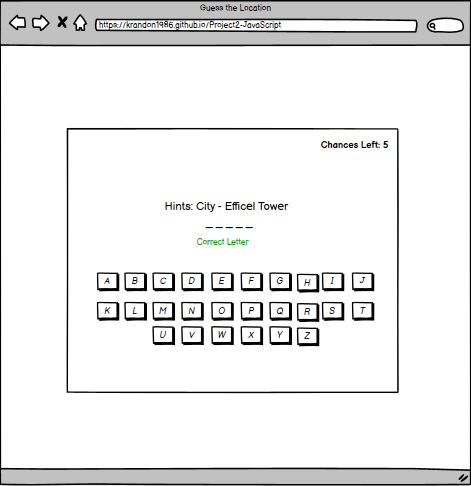 Guess the Location
https://krandon1986.github.io/Project2-JavaScript
Chances Left: 5
Hints: City - Efficel Tower
_ _ _ _ _
Correct Letter
A B C D E F G H I J
K L M N O P Q R S T
U V W X Y Z